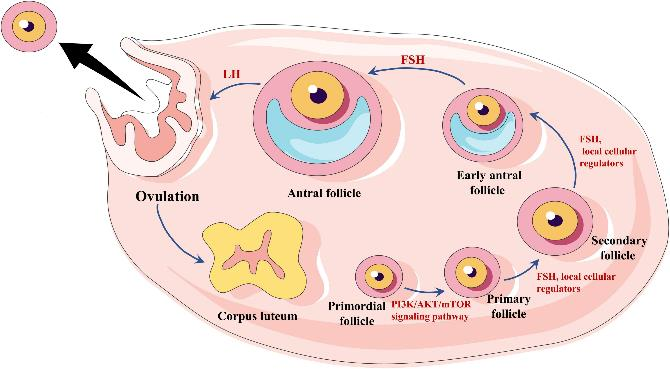 FSH
LH
FSH,
local cellular
regulators
Ovulation
Antral follicle
Early antral
follicle
Secondary
follicle
Corpus luteum
Primordial
follicle
PI3K/AKT/mTOR
signaling pathway
Primary
follicle
FSH, local cellular
regulators